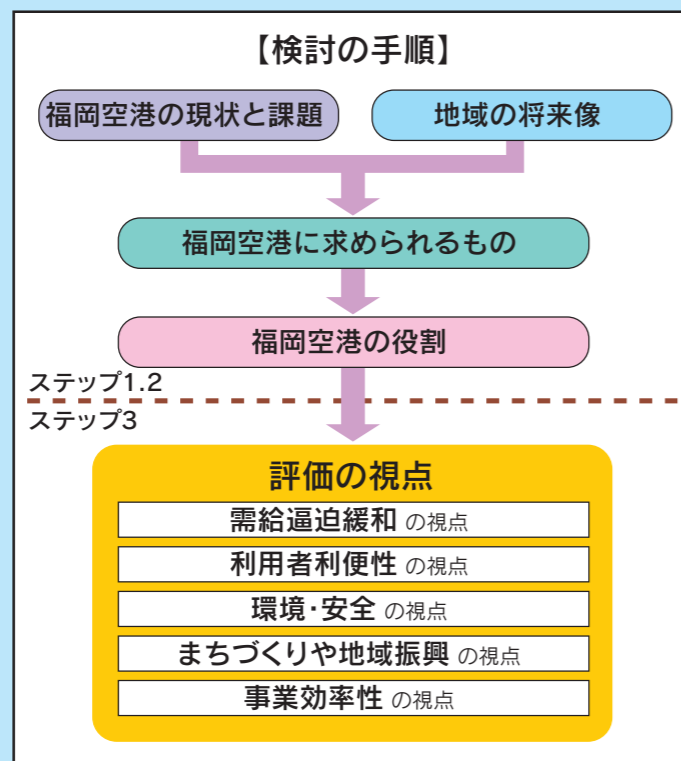 【検討の手順】
福岡空港の現状と課題
地域の将来像
福岡空港に求められるもの
福岡空港の役割
ステップ1.2
ステップ3
評価の視点
需給逼迫緩和 の視点
利用者利便性 の視点
環境・安全 の視点
まちづくりや地域振興 の視点
事業効率性 の視点